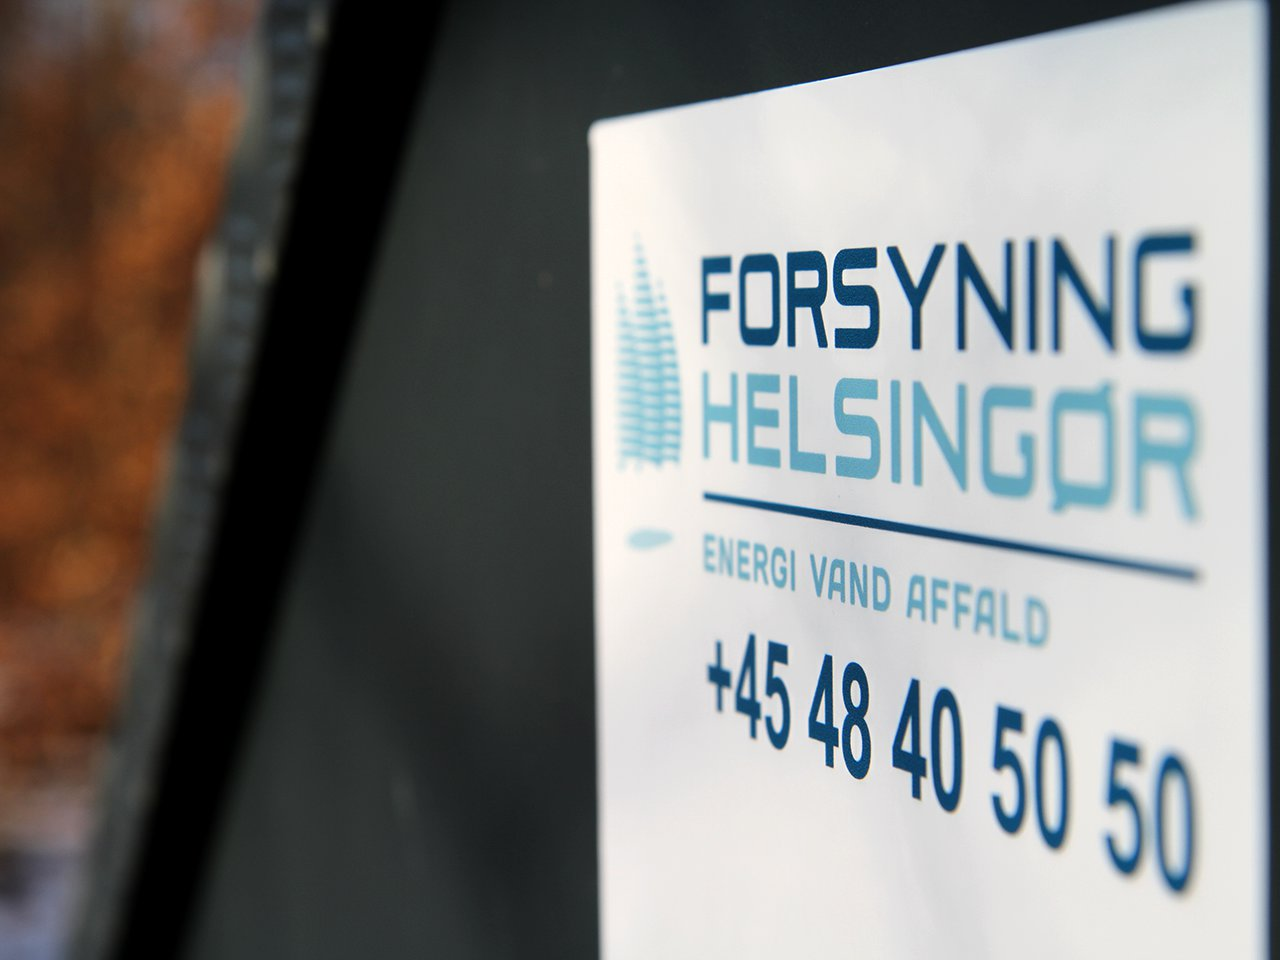 FORSYNING
HELSINGØR
ENERGI VAND AFFALD
+45 48 40 50 50